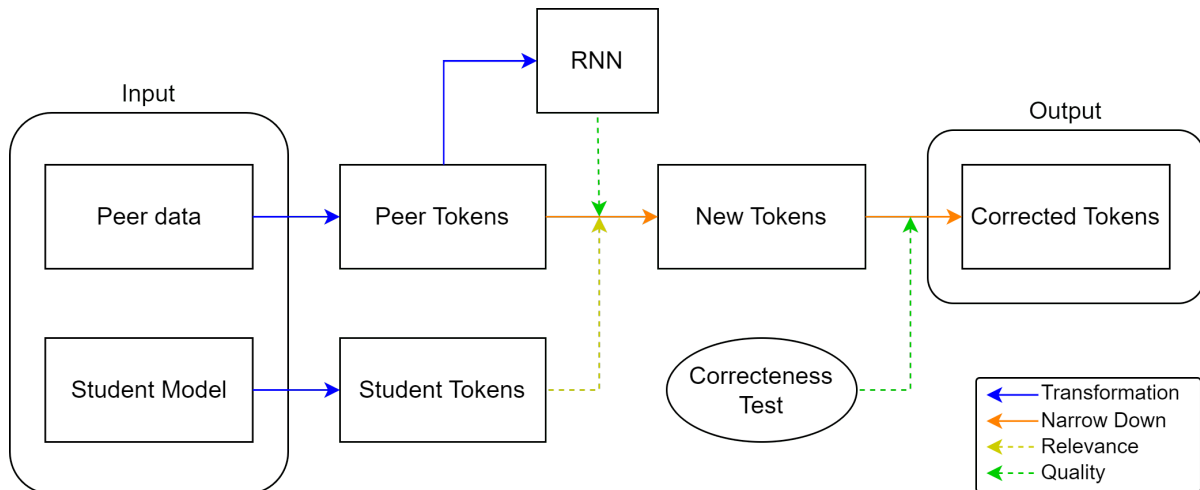 RNN
Input
Output
Peer data
Peer Tokens
New Tokens
Corrected Tokens
Student Model
Student Tokens
Correcteness
Test
Transformation
Narrow Down
Relevance
Quality